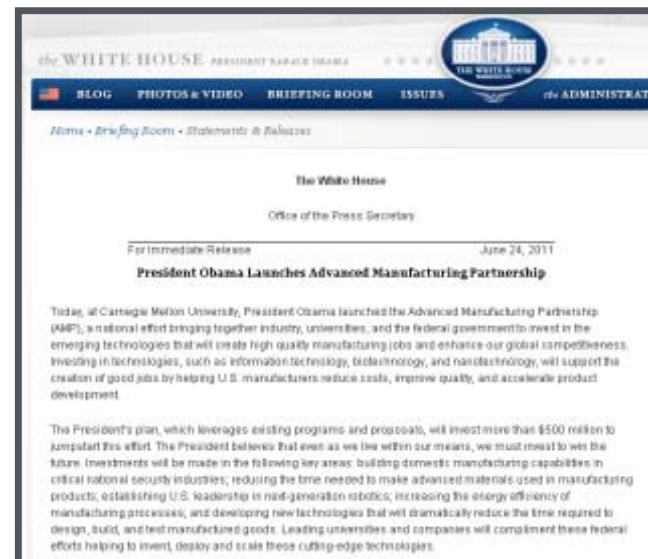 the WHITE HOUSE PRESIDENT BARACK OBAMA
THE WHITE HOUSE
WASHINGTON
BLOG PHOTOS & VIDEO BRIEFING ROOM ISSUES the ADMINISTRAT
Home • Briefing Room • Statements & Releases
The White House
Office of the Press Secretary
For Immediate Release June 24, 2011
President Obama Launches Advanced Manufacturing Partnership
Today, at Carnegie Mellon University, President Obama launched the Advanced Manufacturing Partnership
(AMP), a national effort bringing together industry, universities, and the federal government to invest in the
emerging technologies that will create high quality manufacturing jobs and enhance our global competitiveness.
Investing in technologies, such as information technology, biotechnology, and nanotechnology, will support the
creation of good jobs by helping U.S. manufacturers reduce costs, improve quality, and accelerate product
development.
The President's plan, which leverages existing programs and proposals, will invest more than $500 million to
jumpstart this effort. The President believes that even as we live within our means, we must invest to win the
future. Investments will be made in the following key areas: building domestic manufacturing capabilities in
critical national security industries; reducing the time needed to make advanced materials used in manufacturing
products; establishing U.S. leadership in next-generation robotics; increasing the energy efficiency of
manufacturing processes; and developing new technologies that will dramatically reduce the time required to
design, build, and test manufactured goods. Leading universities and companies will compliment these federal
efforts helping to invent, deploy and scale these cutting-edge technologies.